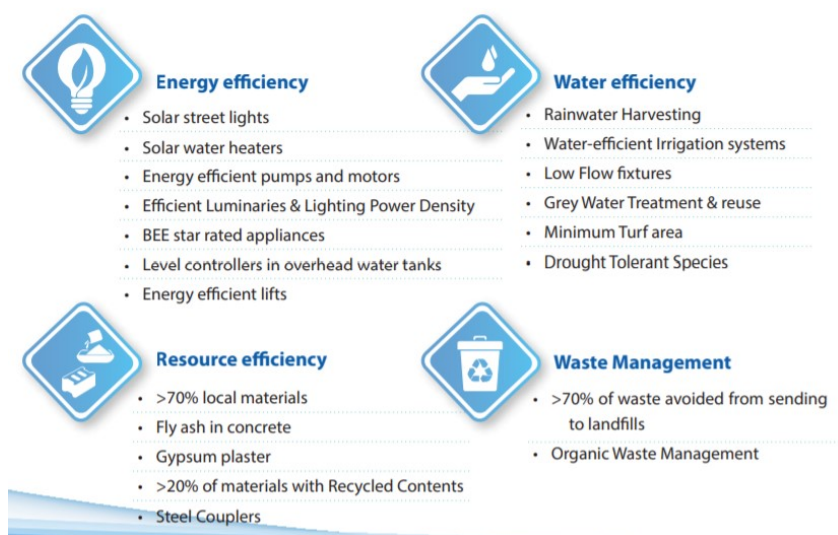 Energy efficiency
• Solar street lights
• Solar water heaters
• Energy efficient pumps and motors
• Efficient Luminaries & Lighting Power Density
• BEE star rated appliances
• Level controllers in overhead water tanks
• Energy efficient lifts
Water efficiency
• Rainwater Harvesting
• Water-efficient Irrigation systems
• Low Flow fixtures
• Grey Water Treatment & reuse
• Minimum Turf area
• Drought Tolerant Species
Resource efficiency
• >70% local materials
• Fly ash in concrete
• Gypsum plaster
• >20% of materials with Recycled Contents
• Steel Couplers
Waste Management
• >70% of waste avoided from sending
to landfills
• Organic Waste Management